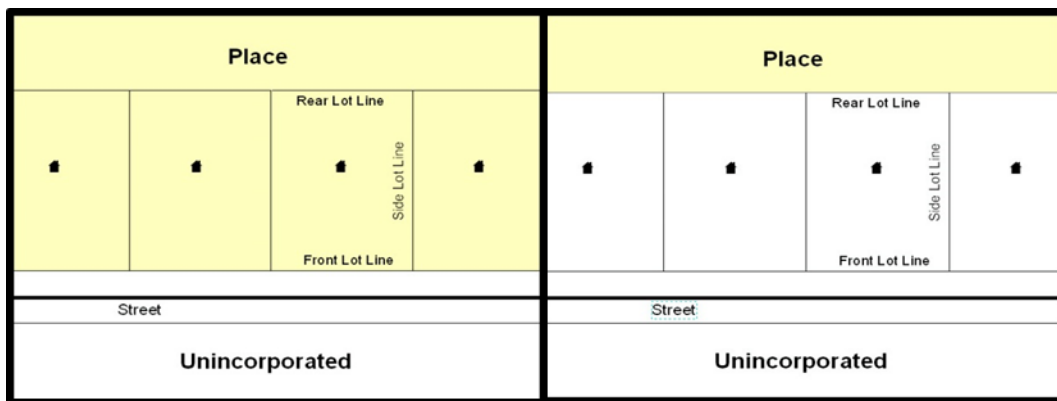 Place
Rear Lot Line
Side Lot Line
Front Lot Line
Street
Unincorporated
Place
Rear Lot Line
Side Lot Line
Front Lot Line
Street
Unincorporated